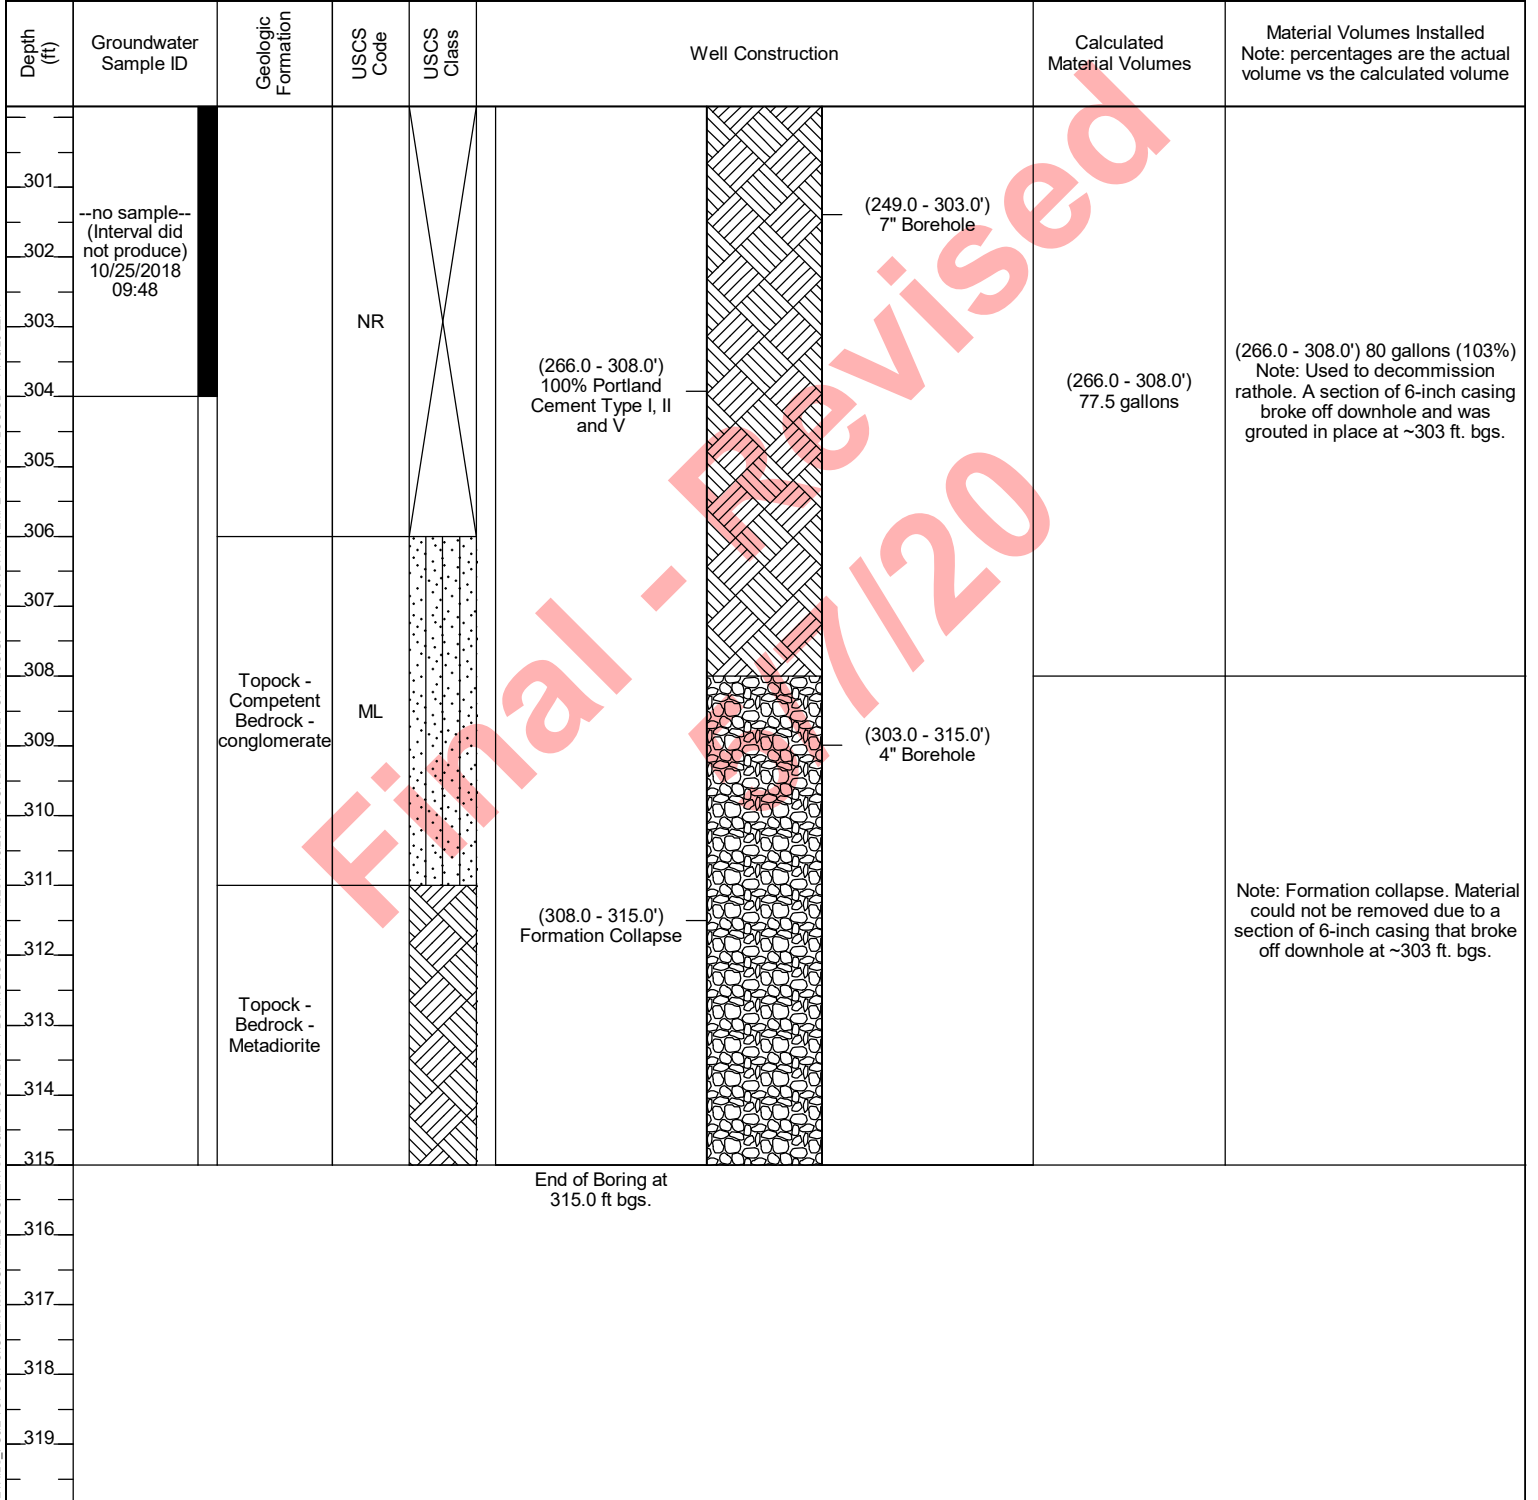 Depth
(ft)
Groundwater
Sample ID
Geologic
Formation
USCS
Code
USCS
Class
Well Construction
Calculated
Material Volumes
Material Volumes Installed
Note: percentages are the actual
volume vs the calculated volume
301
302
303
304
305
306
307
308
309
310
311
312
313
314
315
316
317
318
319
--no sample--
(Interval did
not produce)
10/25/2018
09:48
NR
Topock -
Competent
Bedrock -
conglomerate
ML
Topock -
Bedrock -
Metadiorite
(249.0 - 303.0')
7" Borehole
(266.0 - 308.0')
100% Portland
Cement Type I, II
and V
(303.0 - 315.0')
4" Borehole
(308.0 - 315.0')
Formation Collapse
End of Boring at
315.0 ft bgs.
(266.0 - 308.0')
77.5 gallons
(266.0 - 308.0') 80 gallons (103%)
Note: Used to decommission
rathole. A section of 6-inch casing
broke off downhole and was
grouted in place at ~303 ft. bgs.
Note: Formation collapse. Material
could not be removed due to a
section of 6-inch casing that broke
off downhole at ~303 ft. bgs.
Final - Revised
5/7/20